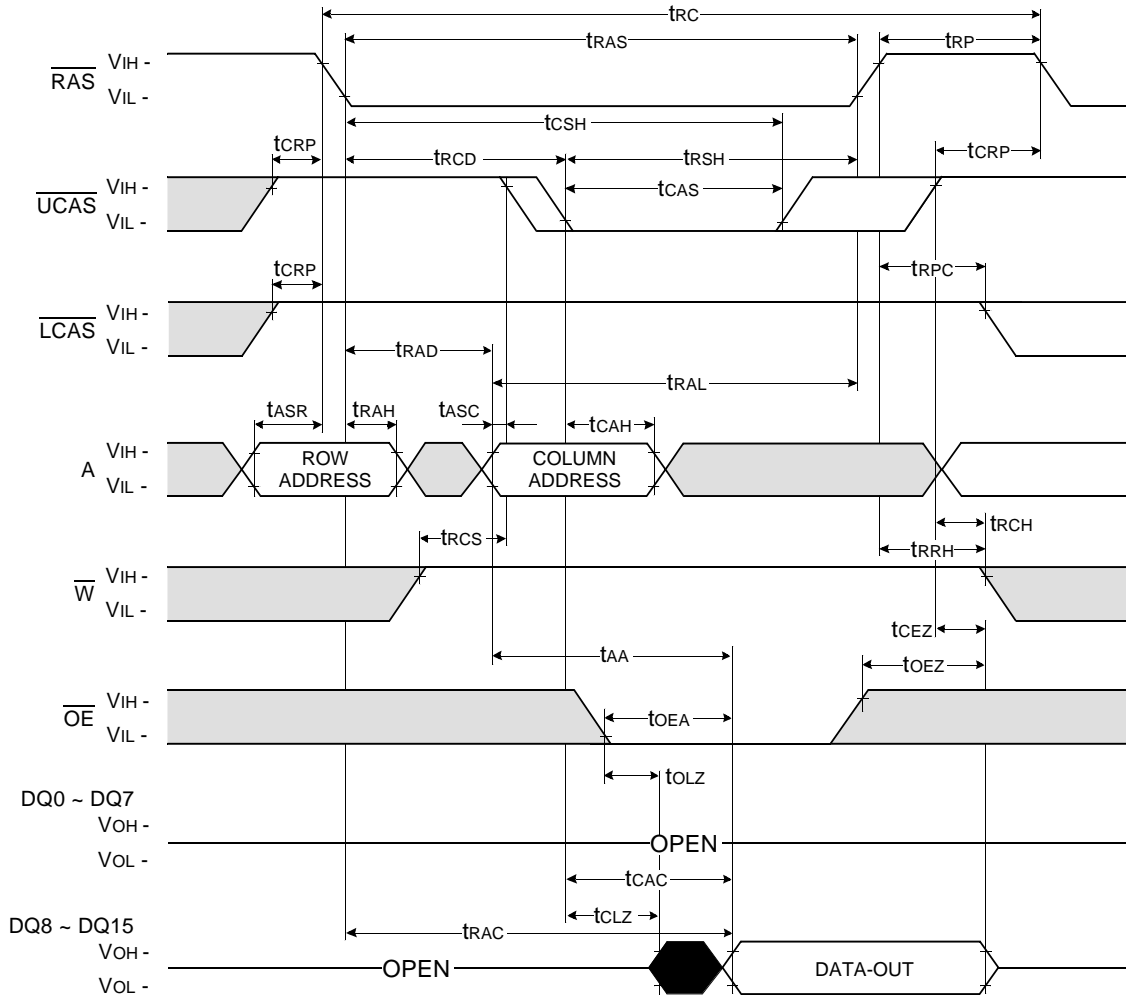 tRC
tRAS
tRP
RAS
VIH -
VIL -
tCSH
tCRP
tRCD
tRSH
tCRP
UCAS
VIH -
VIL -
tCAS
tCRP
tRPC
LCAS
VIH -
VIL -
tRAD
tRAL
tASR
tRAH
tASC
tCAH
A
VIH -
VIL -
ROW
ADDRESS
COLUMN
ADDRESS
tRCS
tRCH
tRRH
W
VIH -
VIL -
tCEZ
tAA
tOEZ
OE
VIH -
VIL -
tOEA
tOLZ
DQ0 ~ DQ7
VOH -
VOL -
OPEN
tCAC
tCLZ
DQ8 ~ DQ15
tRAC
VOH -
VOL -
OPEN
DATA-OUT